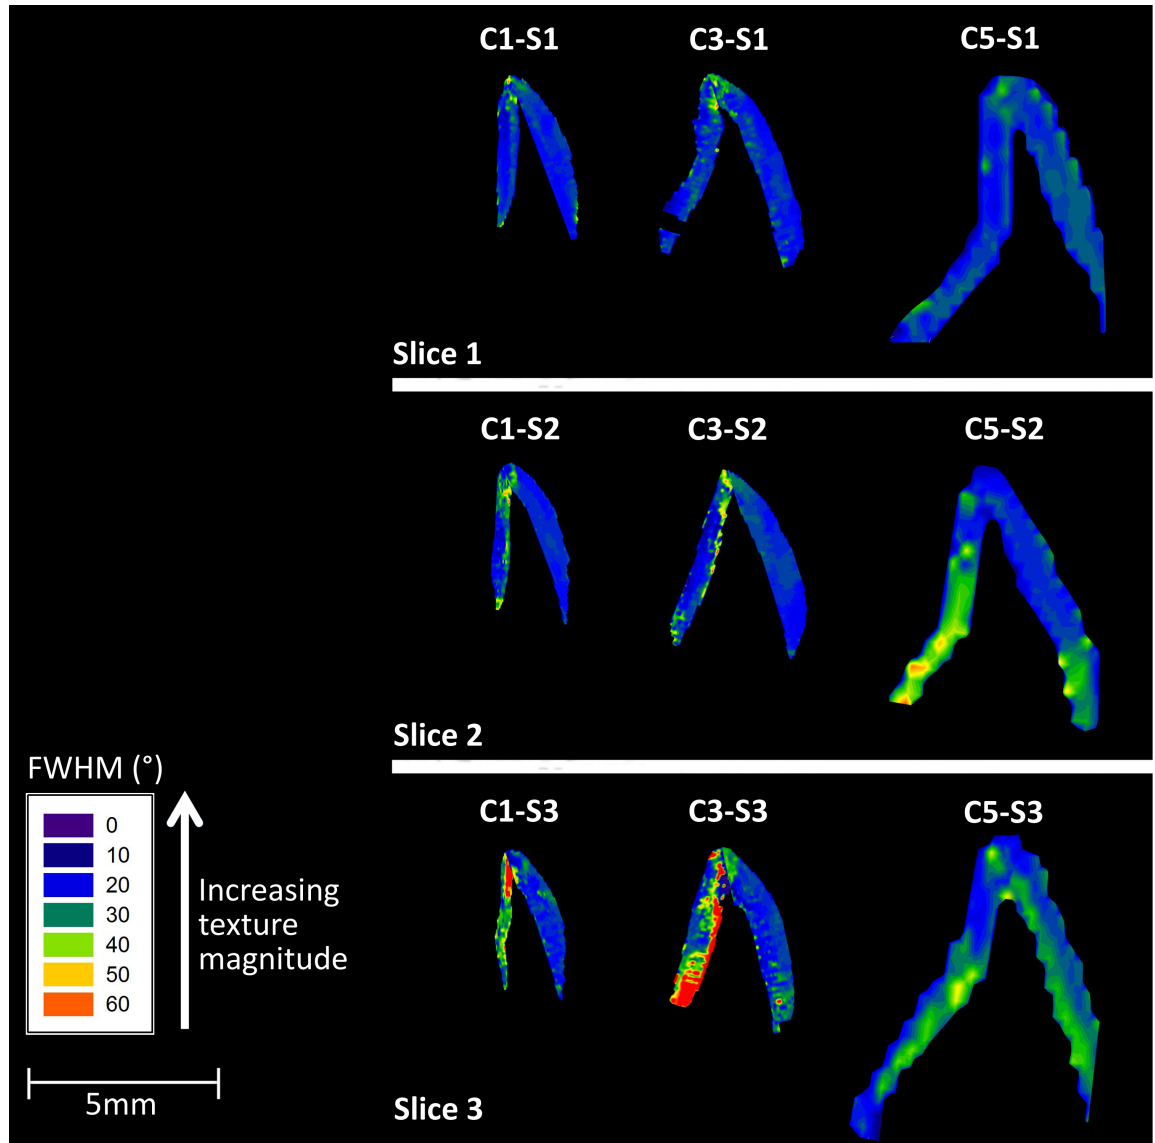 C1-S1 C3-S1 C5-S1
Slice 1
C1-S2 C3-S2 C5-S2
Slice 2
FWHM (°)
0
10
20
30
40
50
60
Increasing
texture
magnitude
5mm
C1-S3 C3-S3 C5-S3
Slice 3